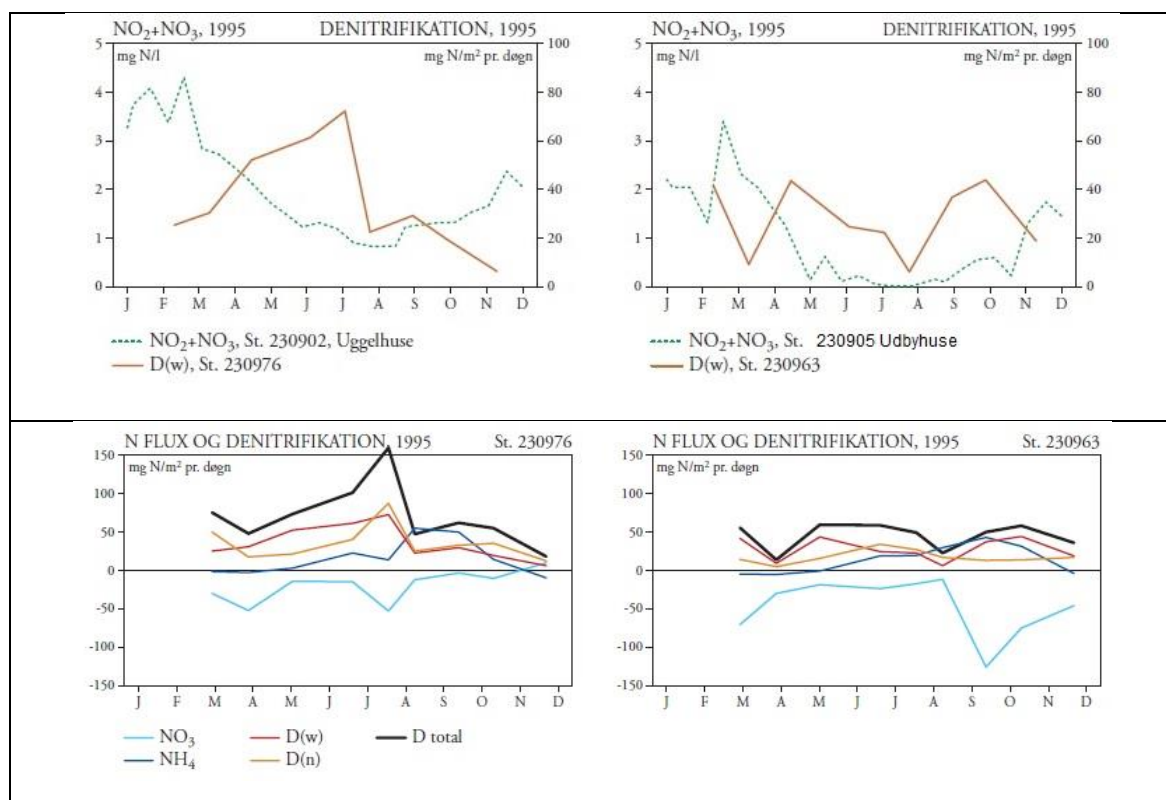 NO₂+NO₃, 1995 DENITRIFIKATION, 1995
mg N/l mg N/m² pr. døgn
5 100
4 80
3 60
2 40
1 20
0 0
J F M A M J J A S O N D
NO₂+NO₃, St. 230902, Uggelhuse
D(w), St. 230976
NO₂+NO₃, 1995 DENITRIFIKATION, 1995
mg N/l mg N/m² pr. døgn
5 100
4 80
3 60
2 40
1 20
0 0
J F M A M J J A S O N D
NO₂+NO₃, St. 230905 Udbyhuse
D(w), St. 230963
N FLUX OG DENITRIFIKATION, 1995 St. 230976
mg N/m² pr. døgn
150
100
50
0
-50
-100
-150
J F M A M J J A S O N D
NO₃ D(w) D total
NH₄ D(n)
N FLUX OG DENITRIFIKATION, 1995 St. 230963
mg N/m² pr. døgn
150
100
50
0
-50
-100
-150
J F M A M J J A S O N D